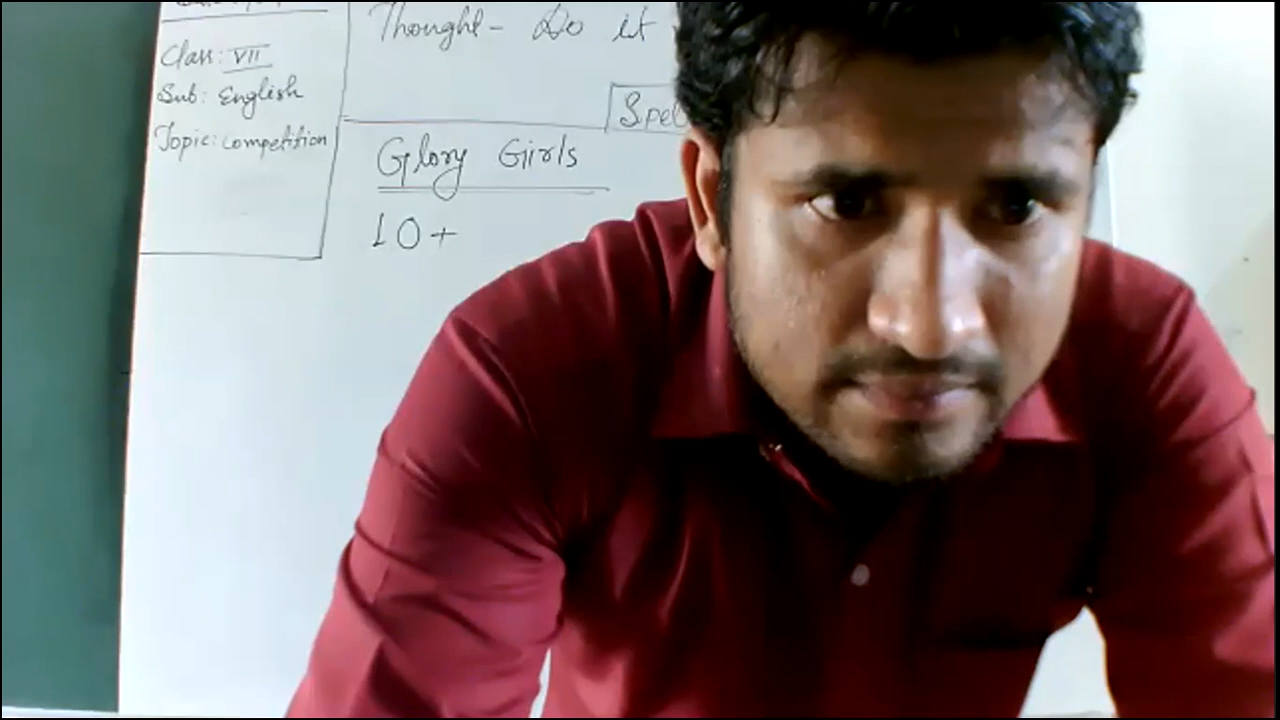 Class: VII
Sub: English
Topic: competition
Thought- Do it
Spel
Glory Girls
10+